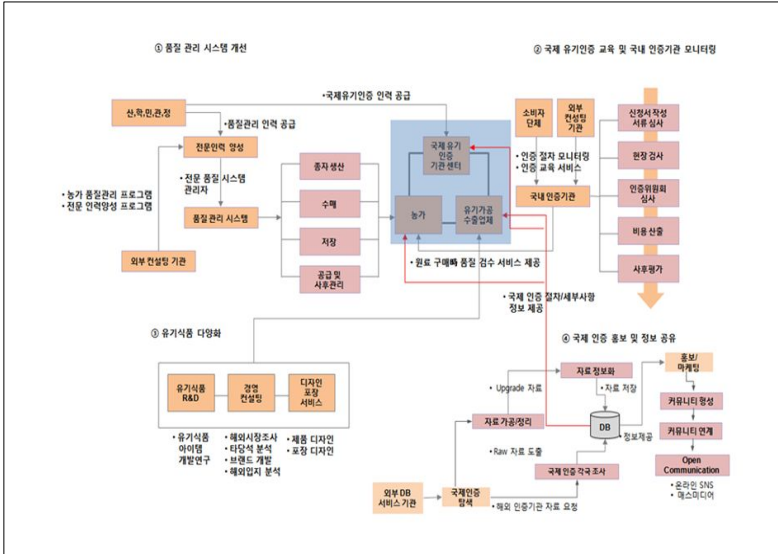 ① 품질 관리 시스템 개선
② 국제 유기인증 교육 및 국내 인증기관 모니터링
•국제유기인증 인력 공급
산,학,민,관,정
•품질관리 인력 공급
전문인력 양성
• 전문 품질 시스템
관리자
• 농가 품질관리 프로그램
• 전문 인력양성 프로그램
품질관리 시스템
외부 컨설팅 기관
종자 생산
수매
저장
공급 및
사후관리
국제 유기
인증
기관 센터
농가
유기가공
수출업체
소비자
단체
외부
컨설팅
기관
• 인증 절차 모니터링
• 인증 교육 서비스
국내 인증기관
신청서 작성
서류 심사
현장 검사
인증위원회
심사
비용 산출
사후평가
• 원료 구매時 품질 검수 서비스 제공
• 국제 인증 절차/세부사항
정보 제공
③ 유기식품 다양화
유기식품
R&D
경영
컨설팅
디자인
포장
서비스
• 유기식품
아이템
개발연구
• 해외시장조사
• 타당석 분석
• 브랜드 개발
• 해외입지 분석
• 제품 디자인
• 포장 디자인
④ 국제 인증 홍보 및 정보 공유
자료 정보화
• Upgrade 자료
• 자료 저장
자료 가공/정리
DB
•정보제공
• Raw 자료 도출
국제 인증 각국 조사
외부 DB
서비스 기관
국제인증
탐색
• 해외 인증기관 자료 요청
홍보/
마케팅
커뮤니티 형성
커뮤니티 연계
Open
Communication
• 온라인 SNS
• 매스미디어